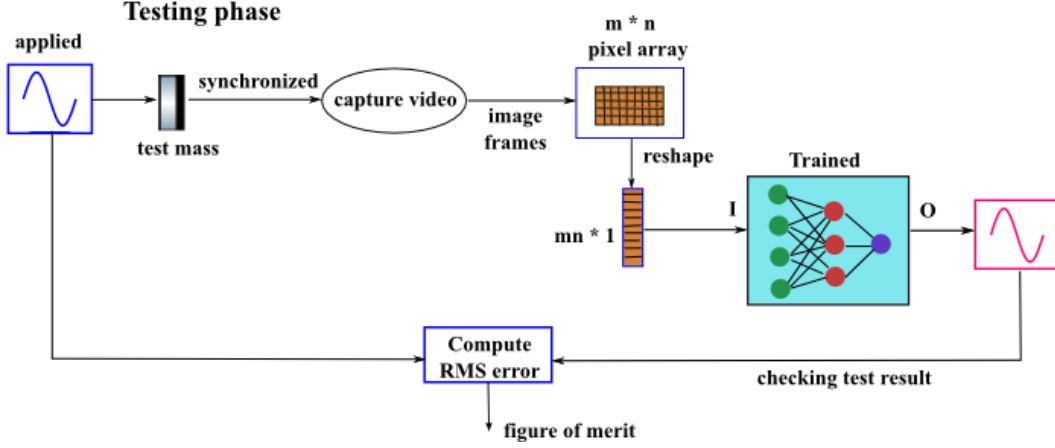 Testing phase
applied
test mass
synchronized
capture video
image
frames
m * n
pixel array
reshape
mn * 1
I
Trained
O
Compute
RMS error
checking test result
figure of merit